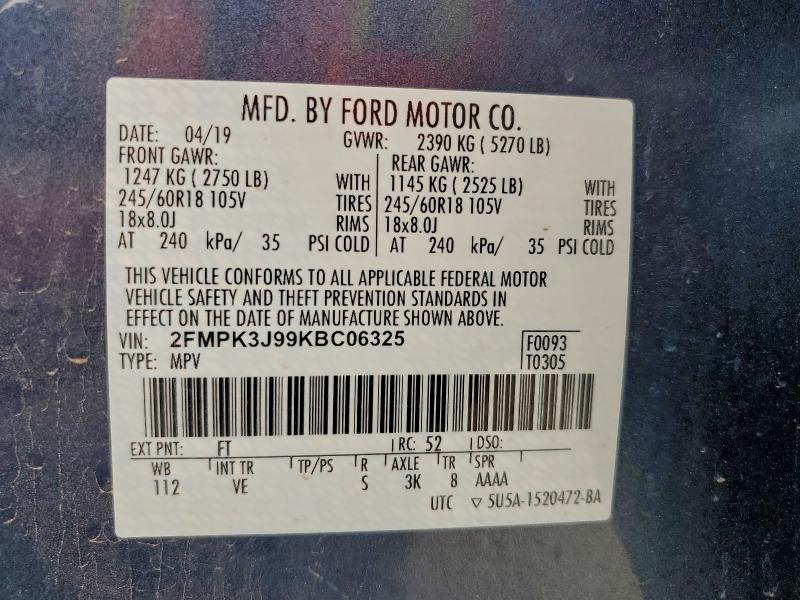 MFD. BY FORD MOTOR CO.
DATE: 04/19 GVWR: 2390 KG ( 5270 LB)
FRONT GAWR: REAR GAWR:
1247 KG ( 2750 LB) WITH 1145 KG ( 2525 LB) WITH
245/60R18 105V TIRES 245/60R18 105V TIRES
18x8.0J RIMS 18x8.0J RIMS
AT 240 kPa/ 35 PSI COLD AT 240 kPa/ 35 PSI COLD
THIS VEHICLE CONFORMS TO ALL APPLICABLE FEDERAL MOTOR
VEHICLE SAFETY AND THEFT PREVENTION STANDARDS IN
EFFECT ON THE DATE OF MANUFACTURE SHOWN ABOVE.
VIN: 2FMPK3J99KBC06325 F0093
TYPE: MPV T0305
EXT PNT: FT RC: 52 DSO:
WB INT TR TP/PS R AXLE TR SPR
112 VE S 3K 8 AAAA
UTC ▽ 5U5A-1520472-BA